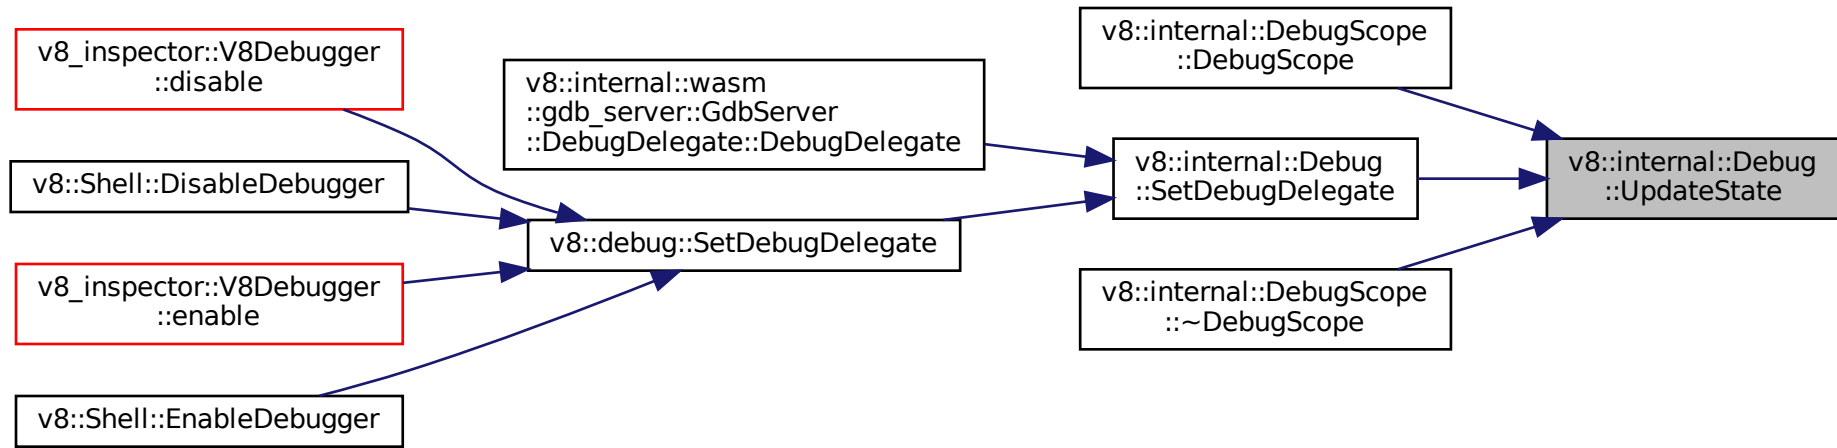 v8_inspector::V8Debugger
::disable
v8::Shell::DisableDebugger
v8_inspector::V8Debugger
::enable
v8::Shell::EnableDebugger
v8::internal::wasm
::gdb_server::GdbServer
::DebugDelegate::DebugDelegate
v8::debug::SetDebugDelegate
v8::internal::DebugScope
::DebugScope
v8::internal::Debug
::SetDebugDelegate
v8::internal::DebugScope
::~DebugScope
v8::internal::Debug
::UpdateState